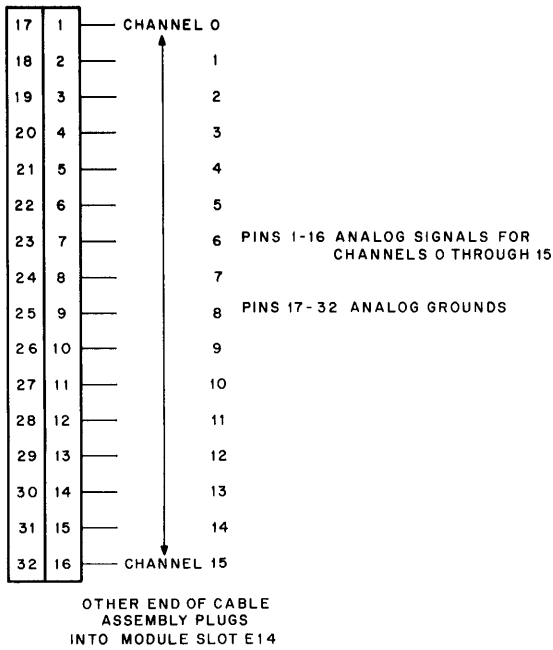 17 1 CHANNEL 0
18 2 1
19 3 2
20 4 3
21 5 4
22 6 5
23 7 6 PINS 1-16 ANALOG SIGNALS FOR
CHANNELS 0 THROUGH 15
24 8 7
25 9 8 PINS 17-32 ANALOG GROUNDS
26 10 9
27 11 10
28 12 11
29 13 12
30 14 13
31 15 14
32 16 CHANNEL 15
OTHER END OF CABLE
ASSEMBLY PLUGS
INTO MODULE SLOT E14